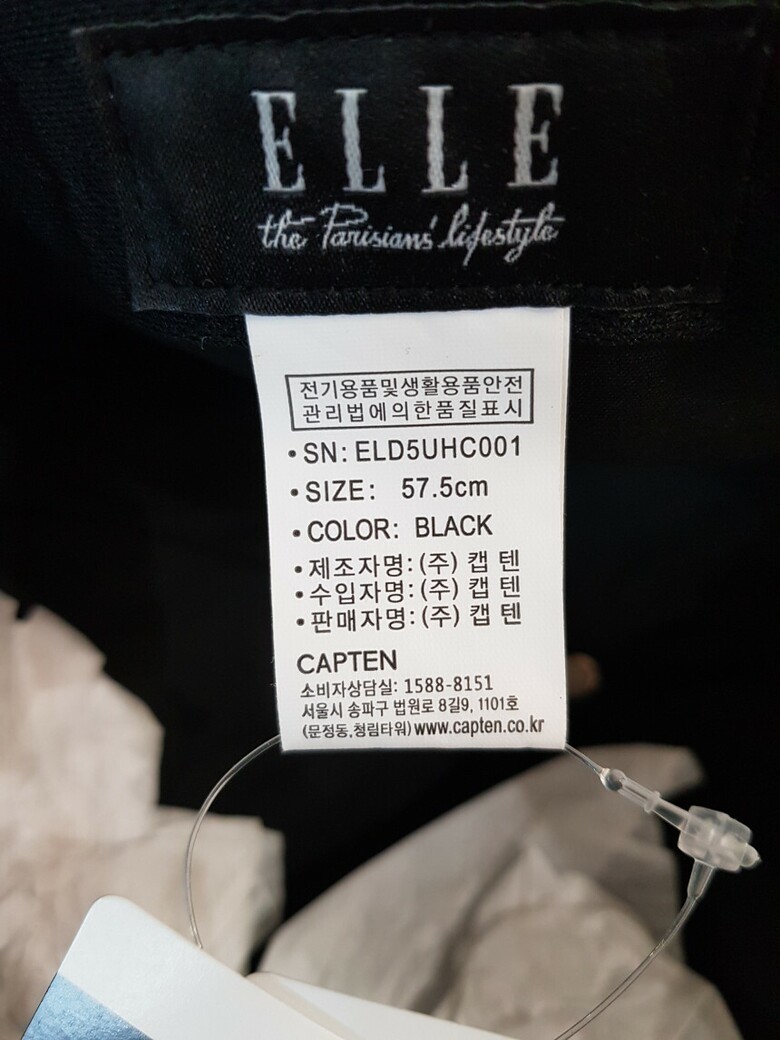 ELLE
the Parisians' lifestyle
전기용품및생활용품안전
관리법에의한품질표시
•SN: ELD5UHC001
•SIZE: 57.5cm
•COLOR: BLACK
•제조자명:(주) 캡 텐
•수입자명:(주) 캡 텐
•판매자명:(주) 캡 텐
CAPTEN
소비자상담실: 1588-8151
서울시 송파구 법원로 8길9, 1101호
(문정동,청림타워) www.capten.co.kr